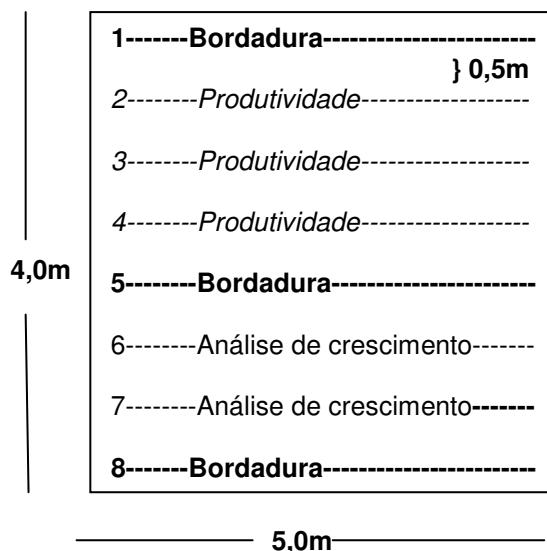 1-------Bordadura------------------------
} 0,5m
2--------Produtividade-------------------
3--------Produtividade-------------------
4--------Produtividade-------------------
4,0m
5--------Bordadura-----------------------
6--------Análise de crescimento-------
7--------Análise de crescimento-------
8-------Bordadura------------------------
5,0m